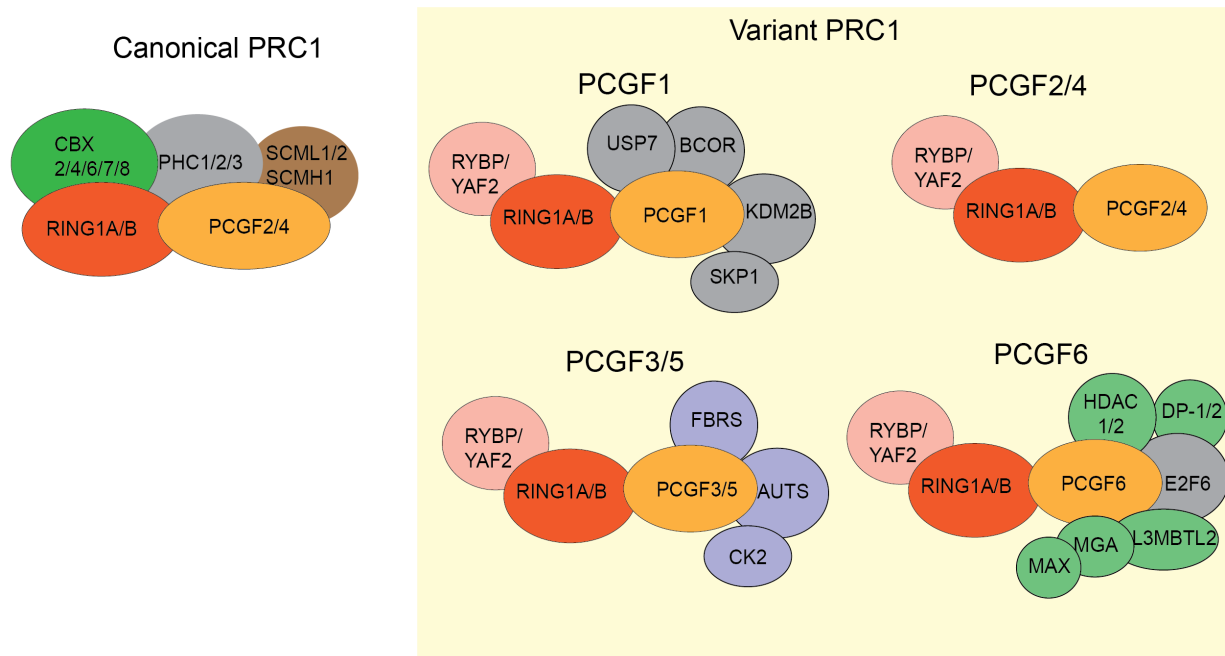 Canonical PRC1
CBX
2/4/6/7/8
PHC1/2/3
SCML1/2
SCMH1
RING1A/B
PCGF2/4
Variant PRC1
PCGF1
RYBP/
YAF2
USP7
BCOR
RING1A/B
PCGF1
KDM2B
SKP1
PCGF2/4
RYBP/
YAF2
RING1A/B
PCGF2/4
PCGF3/5
RYBP/
YAF2
FBRS
RING1A/B
PCGF3/5
AUTS
CK2
PCGF6
RYBP/
YAF2
HDAC
1/2
DP-1/2
RING1A/B
PCGF6
E2F6
MGA
L3MBTL2
MAX